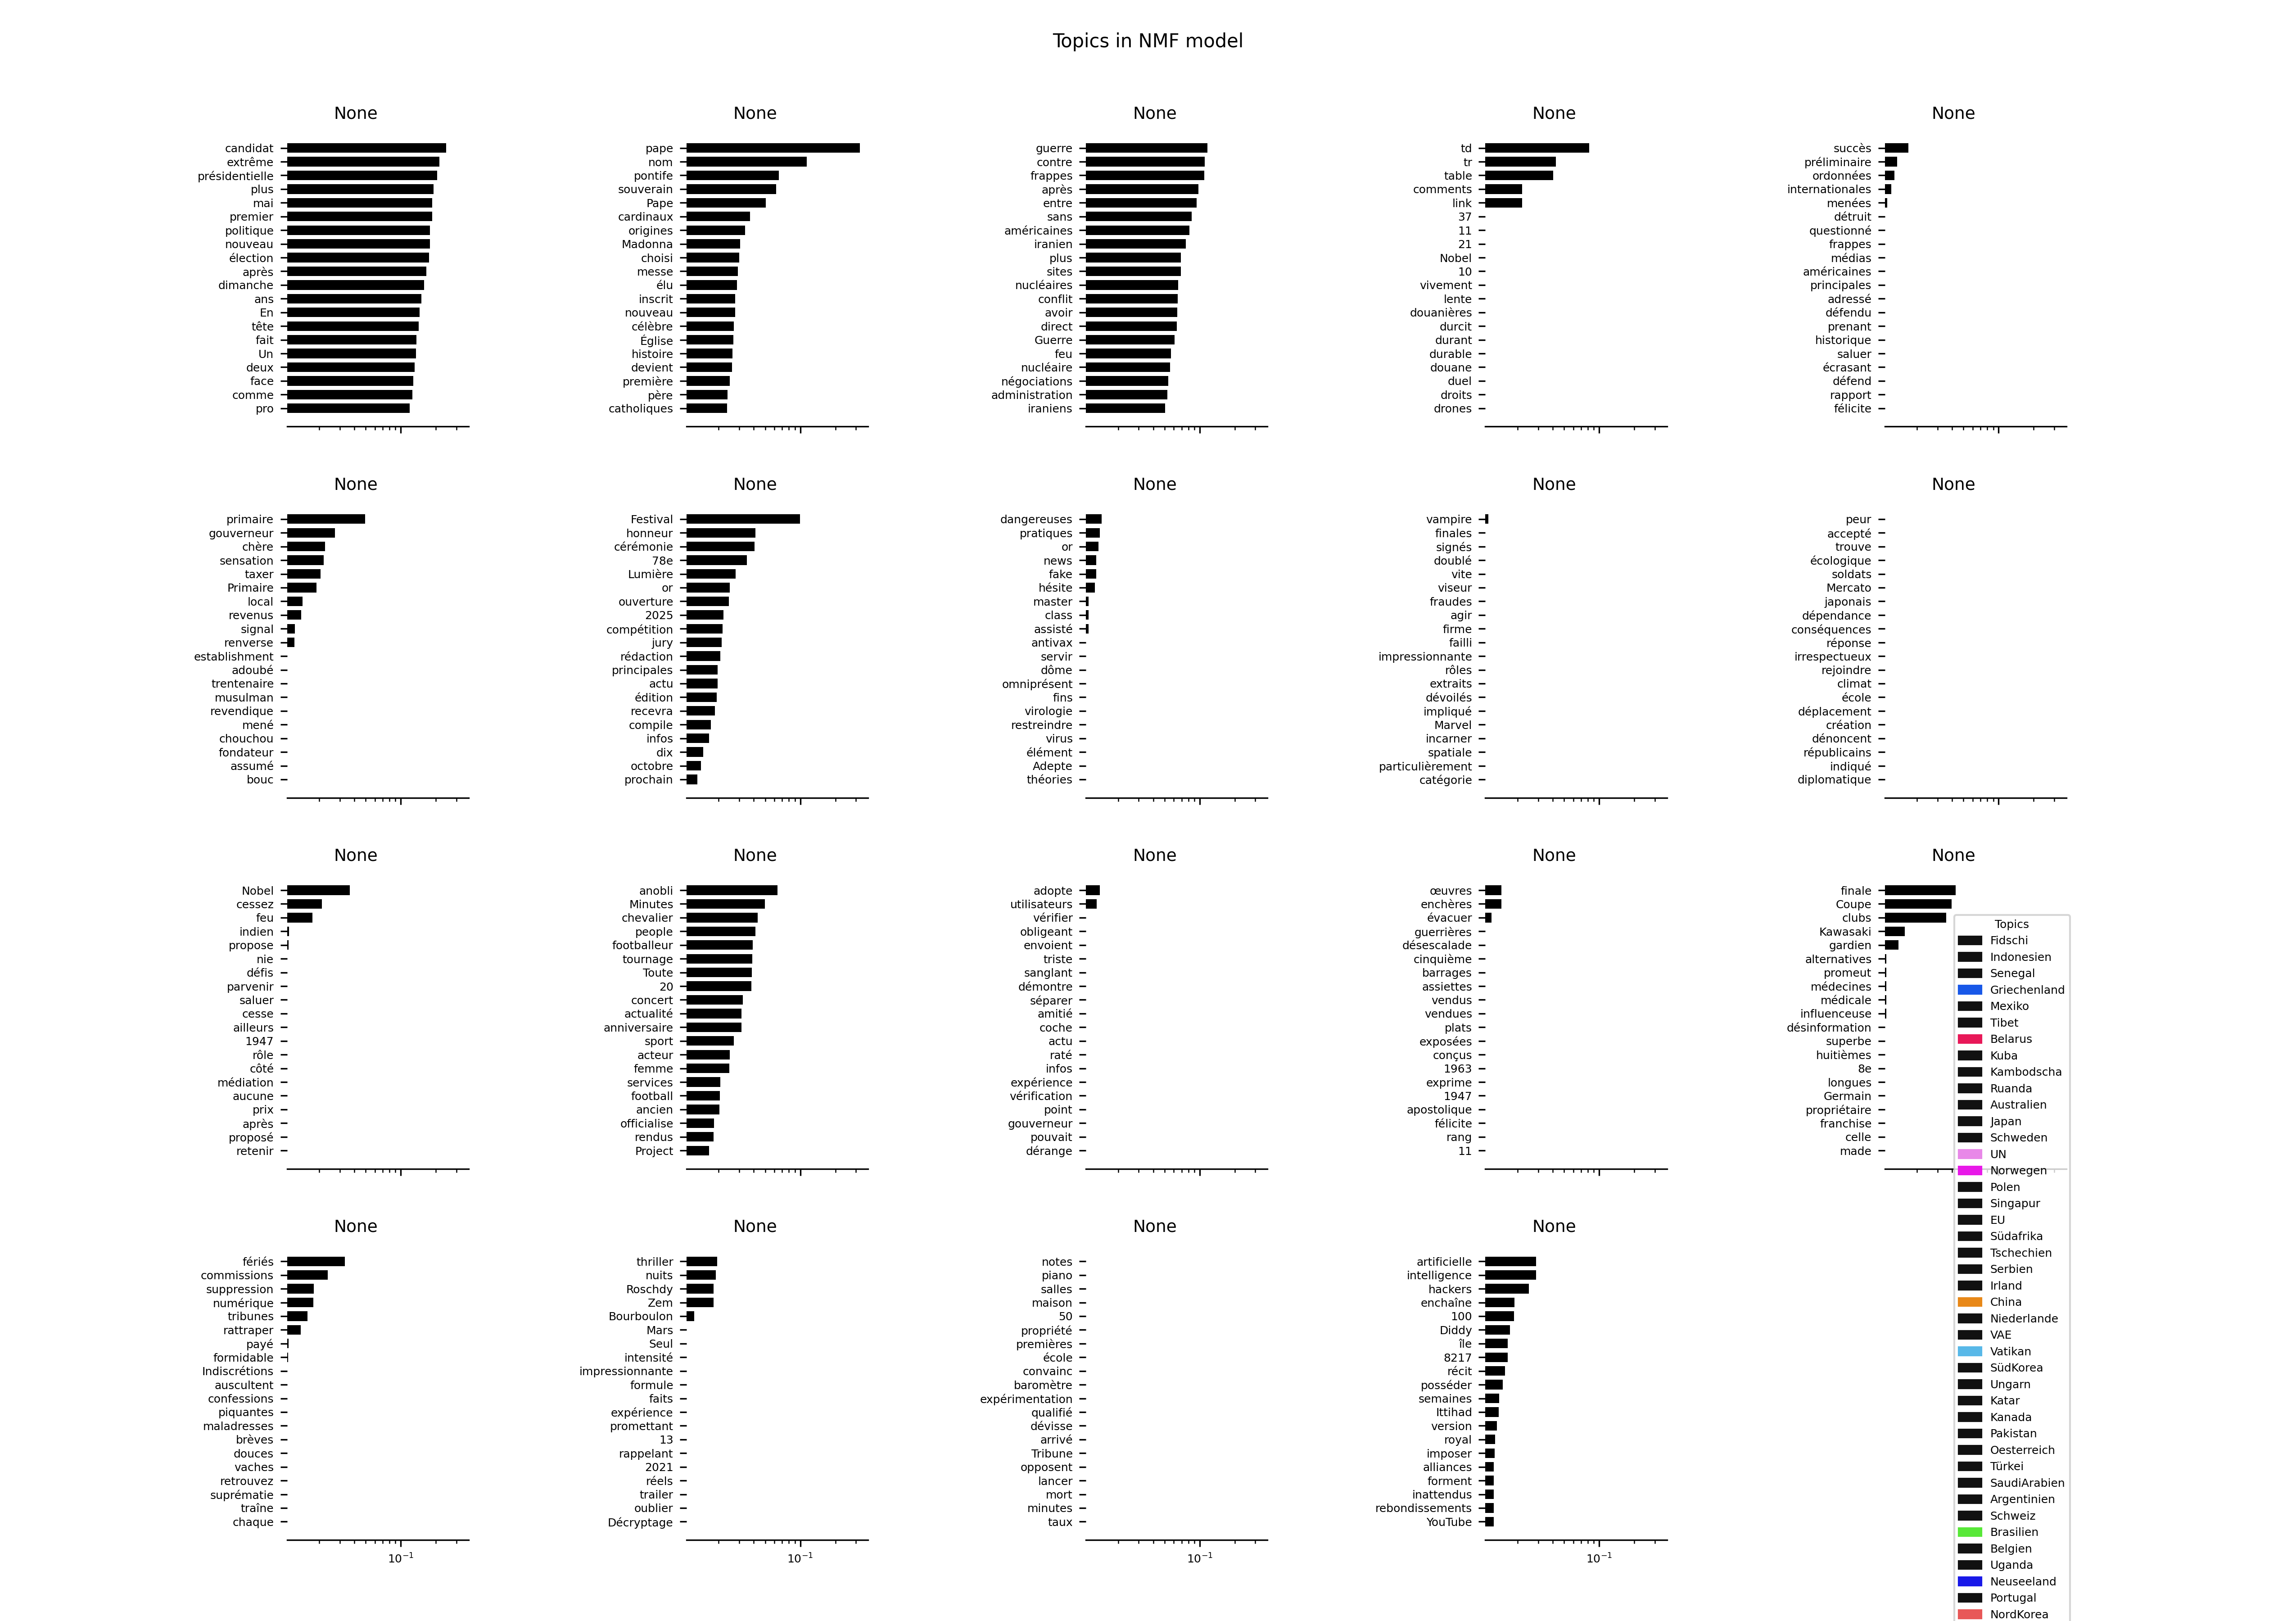 Topics in NMF model
None
candidat
extrême
présidentielle
plus
mai
premier
politique
nouveau
élection
après
dimanche
ans
En
tête
fait
Un
deux
face
comme
pro
None
pape
nom
pontife
souverain
Pape
cardinaux
origines
Madonna
choisi
messe
élu
inscrit
nouveau
célèbre
Église
histoire
devient
première
père
catholiques
None
guerre
contre
frappes
après
entre
sans
américaines
iranien
plus
sites
nucléaires
conflit
avoir
direct
Guerre
feu
nucléaire
négociations
administration
iraniens
None
td
tr
table
comments
link
37
11
21
Nobel
10
vivement
lente
douanières
durcit
durant
durable
douane
duel
droits
drones
None
succès
préliminaire
ordonnées
internationales
menées
détruit
questionné
frappes
médias
américaines
principales
adressé
défendu
prenant
historique
saluer
écrasant
défend
rapport
félicite
None
primaire
gouverneur
chère
sensation
taxer
Primaire
local
revenus
signal
renverse
establishment
adoubé
trentenaire
musulman
revendique
mené
chouchou
fondateur
assumé
bouc
None
Festival
honneur
cérémonie
78e
Lumière
or
ouverture
2025
compétition
jury
rédaction
principales
actu
édition
recevra
compile
infos
dix
octobre
prochain
None
dangereuses
pratiques
or
news
fake
hésite
master
class
assisté
antivax
servir
dôme
omniprésent
fins
virologie
restreindre
virus
élément
Adepte
théories
None
vampire
finales
signés
doublé
vite
viseur
fraudes
agir
firme
failli
impressionnante
rôles
extraits
dévoilés
impliqué
Marvel
incarner
spatiale
particulièrement
catégorie
None
peur
accepté
trouve
écologique
soldats
Mercato
japonais
dépendance
conséquences
réponse
irrespectueux
rejoindre
climat
école
déplacement
création
dénoncent
républicains
indiqué
diplomatique
None
Nobel
cessez
feu
indien
propose
nie
défis
parvenir
saluer
cesse
ailleurs
1947
rôle
côté
médiation
aucune
prix
après
proposé
retenir
None
anobli
Minutes
chevalier
people
footballeur
tournage
Toute
20
concert
actualité
anniversaire
sport
acteur
femme
services
football
ancien
officialise
rendus
Project
None
adopte
utilisateurs
vérifier
obligeant
envoient
triste
sanglant
démontre
séparer
amitié
coche
actu
raté
infos
expérience
vérification
point
gouverneur
pouvait
dérange
None
œuvres
enchères
évacuer
guerrières
désescalade
cinquième
barrages
assiettes
vendus
vendues
plats
exposées
conçus
1963
exprime
1947
apostolique
félicite
rang
11
None
finale
Coupe
clubs
Kawasaki
gardien
alternatives
promeut
médecines
médicale
influenceuse
désinformation
superbe
huitièmes
8e
longues
Germain
propriétaire
franchise
celle
made
None
fériés
commissions
suppression
numérique
tribunes
rattraper
payé
formidable
Indiscrétions
auscultent
confessions
piquantes
maladresses
brèves
douces
vaches
retrouvez
suprématie
traîne
chaque
10⁻¹
None
thriller
nuits
Roschdy
Zem
Bourboulon
Mars
Seul
intensité
impressionnante
formule
faits
expérience
promettant
13
rappelant
2021
réels
trailer
oublier
Décryptage
10⁻¹
None
notes
piano
salles
maison
50
propriété
premières
école
convainc
baromètre
expérimentation
qualifié
dévisse
arrivé
Tribune
opposent
lancer
mort
minutes
taux
10⁻¹
None
artificielle
intelligence
hackers
enchaîne
100
Diddy
île
8217
récit
posséder
semaines
Ittihad
version
royal
imposer
alliances
forment
inattendus
rebondissements
YouTube
10⁻¹
Topics
Fidschi
Indonesien
Senegal
Griechenland
Mexiko
Tibet
Belarus
Kuba
Kambodscha
Ruanda
Australien
Japan
Schweden
UN
Norwegen
Polen
Singapur
EU
Südafrika
Tschechien
Serbien
Irland
China
Niederlande
VAE
Vatikan
SüdKorea
Ungarn
Katar
Kanada
Pakistan
Oesterreich
Türkei
SaudiArabien
Argentinien
Schweiz
Brasilien
Belgien
Uganda
Neuseeland
Portugal
NordKorea